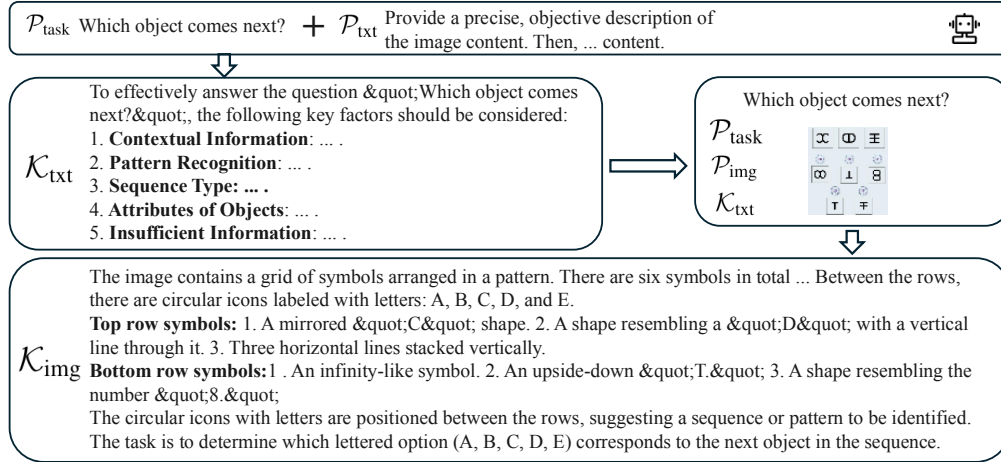 P_task Which object comes next? + P_txt Provide a precise, objective description of
the image content. Then, ... content.
K_txt
To effectively answer the question &quot;Which object comes
next?&quot;, the following key factors should be considered:
1. Contextual Information: ... .
2. Pattern Recognition: ... .
3. Sequence Type: ... .
4. Attributes of Objects: ... .
5. Insufficient Information: ... .
Which object comes next?
P_task
P_img
K_txt
K_img
The image contains a grid of symbols arranged in a pattern. There are six symbols in total ... Between the rows,
there are circular icons labeled with letters: A, B, C, D, and E.
Top row symbols: 1. A mirrored &quot;C&quot; shape. 2. A shape resembling a &quot;D&quot; with a vertical
line through it. 3. Three horizontal lines stacked vertically.
Bottom row symbols:1 . An infinity-like symbol. 2. An upside-down &quot;T.&quot; 3. A shape resembling the
number &quot;8.&quot;
The circular icons with letters are positioned between the rows, suggesting a sequence or pattern to be identified.
The task is to determine which lettered option (A, B, C, D, E) corresponds to the next object in the sequence.